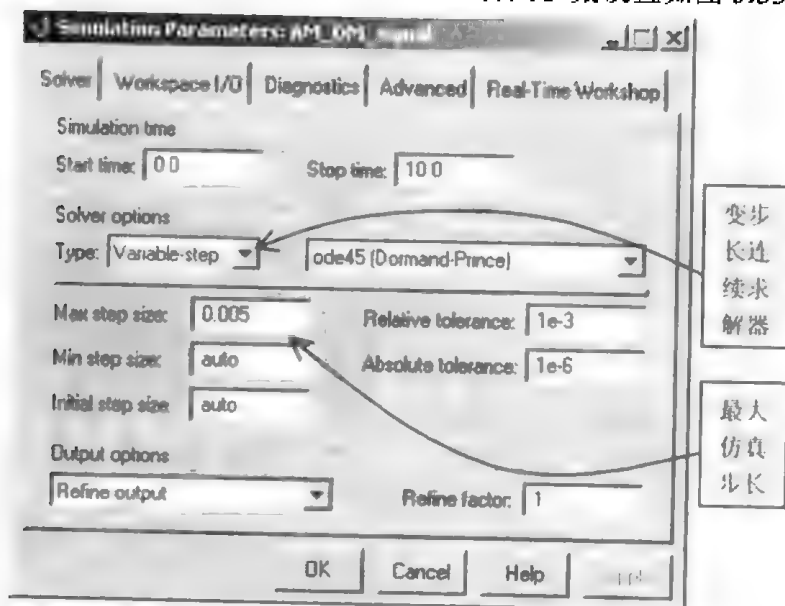 Simulation Parameters: AM_DM_signal
Solver Workspace I/O Diagnostics Advanced Real-Time Workshop
Simulation time
Start time: 0.0 Stop time: 10.0
Solver options
Type: Variable-step ode45 (Dormand-Prince)
Max step size: 0.005 Relative tolerance: 1e-3
Min step size: auto Absolute tolerance: 1e-6
Initial step size: auto
Output options
Refine output Refine factor: 1
OK Cancel Help
变步
长连
续求
解器
最大
仿真
步长